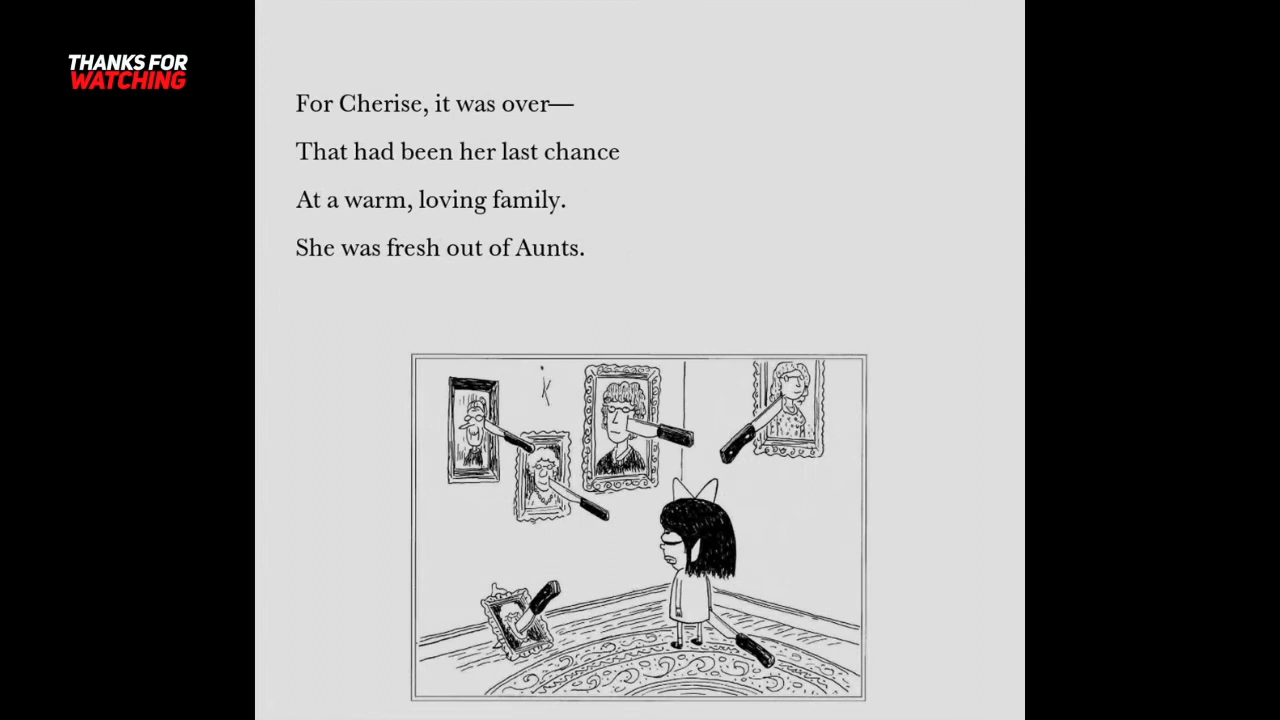 THANKS FOR
WATCHING
For Cherise, it was over—
That had been her last chance
At a warm, loving family.
She was fresh out of Aunts.